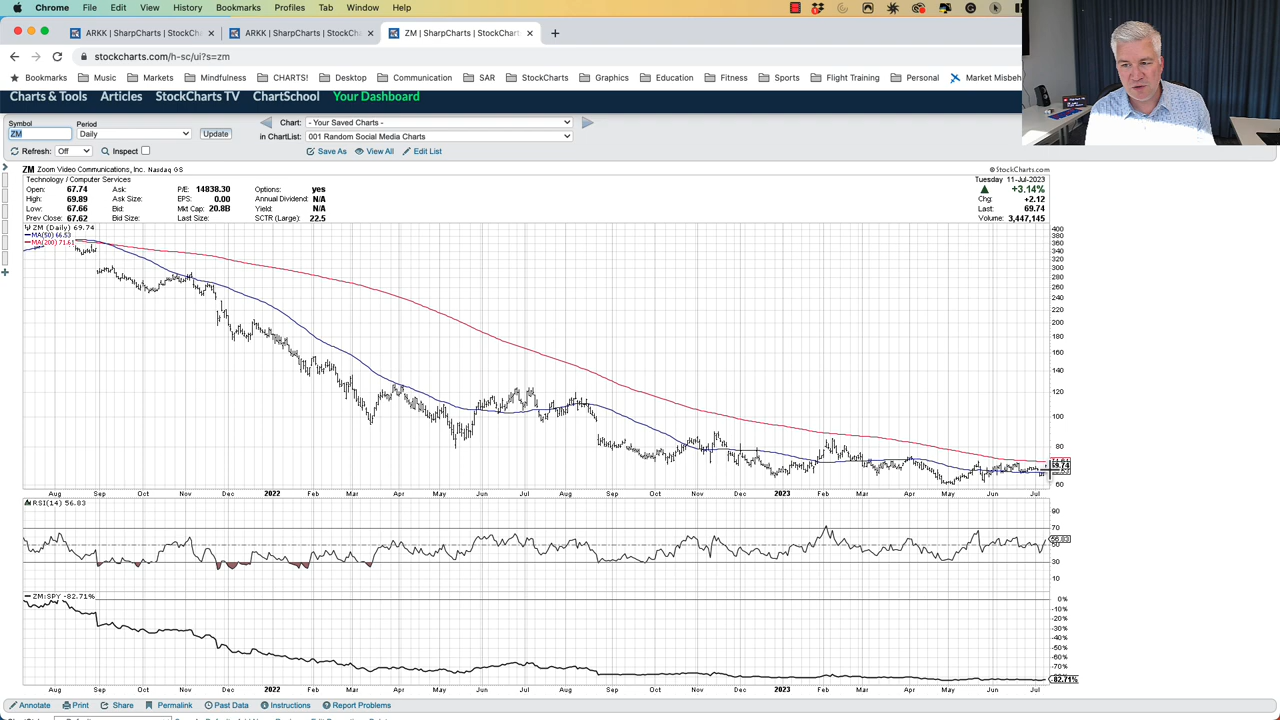 Chrome File Edit View History Bookmarks Profiles Tab Window Help
ARKK | SharpCharts | StockCh ARKK | SharpCharts | StockCha ZM | SharpCharts | StockCharts.
stockcharts.com/h-sc/ui?s=zm
Bookmarks Music Markets Mindfulness CHARTS! Desktop Communication SAR StockCharts Graphics Education Fitness Sports Flight Training Personal Market Misbeh
Charts & Tools Articles StockCharts TV ChartSchool Your Dashboard
Symbol Period Chart: - Your Saved Charts -
ZM Daily Update in ChartList: 001 Random Social Media Charts
Refresh: Off Inspect Save As View All Edit List
ZM Zoom Video Communications, Inc. Nasdaq GS © StockCharts.com
Technology / Computer Services Tuesday 11-Jul-2023
Open: 67.74 Ask: P/E: 14838.30 Options: yes +3.14%
High: 69.89 Ask Size: EPS: 0.00 Annual Dividend: N/A Chg: +2.12
Low: 67.66 Bid: Mkt Cap: 20.8B Yield: N/A Last: 69.74
Prev Close: 67.62 Bid Size: Last Size: SCTR (Large): 22.5 Volume: 3,447,145
ZM (Daily) 69.74
MA(50) 66.53
MA(200) 71.61
400
380
360
340
320
300
280
260
240
220
200
180
160
140
120
100
80
69.74
60
Aug Sep Oct Nov Dec 2022 Feb Mar Apr May Jun Jul Aug Sep Oct Nov Dec 2023 Feb Mar Apr May Jun Jul
RSI(14) 56.83
90
70
56.83
50
30
10
ZM:SPY -82.71%
0%
-10%
-20%
-30%
-40%
-50%
-60%
-70%
-82.71%
Aug Sep Oct Nov Dec 2022 Feb Mar Apr May Jun Jul Aug Sep Oct Nov Dec 2023 Feb Mar Apr May Jun Jul
Annotate Print Share Permalink Past Data Instructions Report Problems